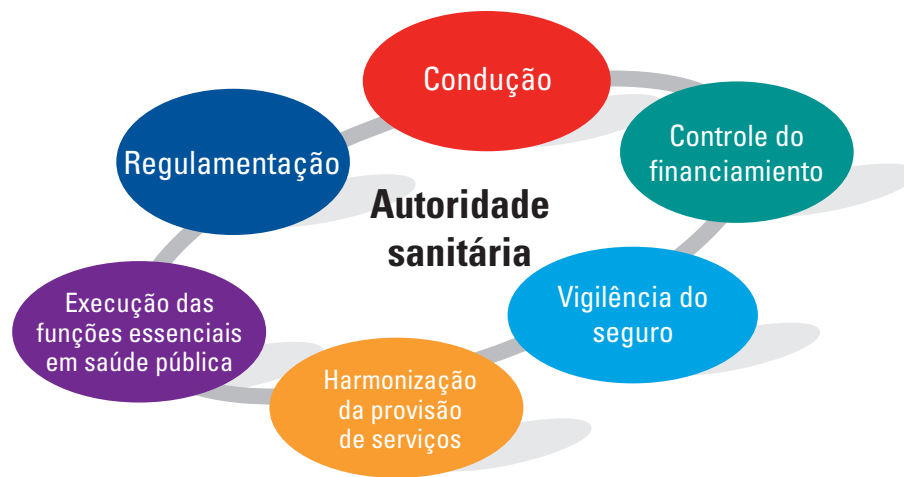 Condução
Controle do
financiamiento
Regulamentação
Autoridade
sanitária
Vigilência do
seguro
Execução das
funções essenciais
em saúde pública
Harmonização
da provisão
de serviços